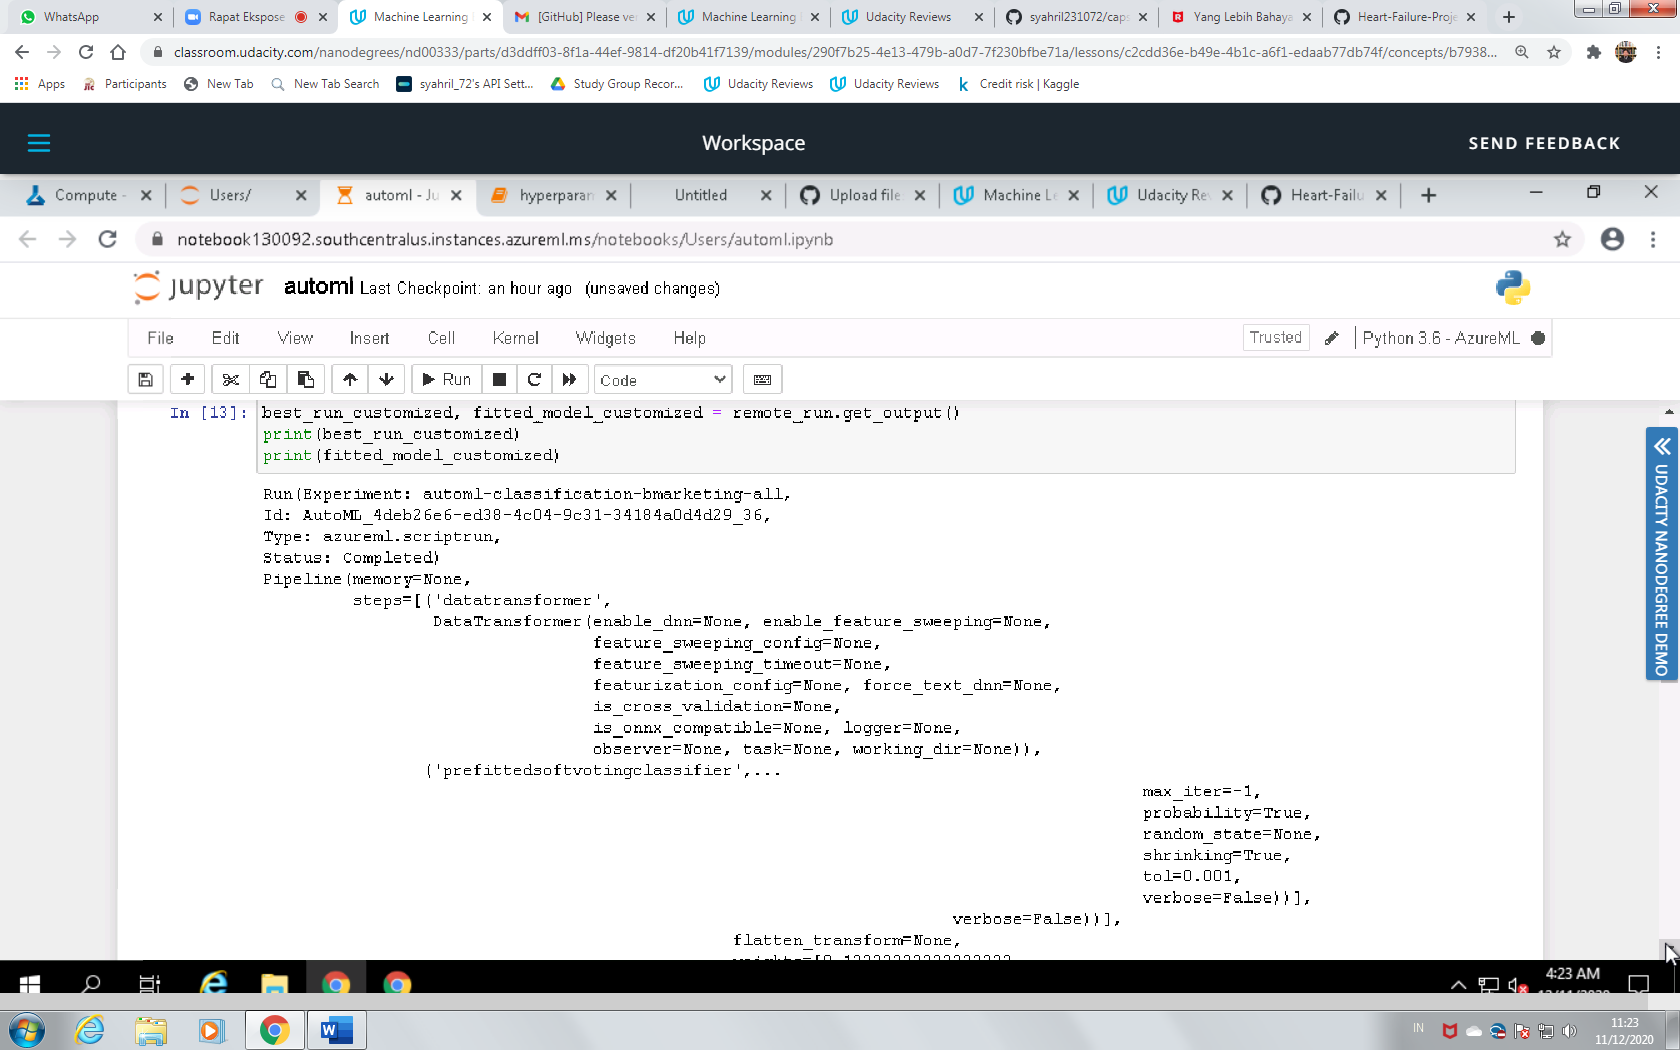 WhatsApp
Rapat Ekspose
Machine Learning
[GitHub] Please ve
Machine Learning
Udacity Reviews
syahril231072/cap
Yang Lebih Bahaya
Heart-Failure-Proj
classroom.udacity.com/nanodegrees/nd00333/parts/d3ddff03-8f1a-44ef-9814-df20b41f7139/modules/290f7b25-4e13-479b-a0d7-7f230bfbe71a/lessons/c2cdd36e-b49e-4b1c-a6f1-edaab77db74f/concepts/b7938...
Apps
Participants
New Tab
New Tab Search
syahril_72's API Sett...
Study Group Recor...
Udacity Reviews
Udacity Reviews
Credit risk | Kaggle
Workspace
SEND FEEDBACK
Compute -
Users/
automl - Ju
hyperparam
Untitled
Upload file
Machine Le
Udacity Rev
Heart-Failu
notebook130092.southcentralus.instances.azureml.ms/notebooks/Users/automl.ipynb
jupyter automl Last Checkpoint: an hour ago (unsaved changes)
File Edit View Insert Cell Kernel Widgets Help
Trusted
Python 3.6 - AzureML
Run
Code
In [13]: best_run_customized, fitted_model_customized = remote_run.get_output()
print(best_run_customized)
print(fitted_model_customized)
Run(Experiment: automl-classification-bmarketing-all,
Id: AutoML_4deb26e6-ed38-4c04-9c31-34184a0d4d29_36,
Type: azureml.scriptrun,
Status: Completed)
Pipeline(memory=None,
steps=[('datatransformer',
DataTransformer(enable_dnn=None, enable_feature_sweeping=None,
feature_sweeping_config=None,
feature_sweeping_timeout=None,
featurization_config=None, force_text_dnn=None,
is_cross_validation=None,
is_onnx_compatible=None, logger=None,
observer=None, task=None, working_dir=None)),
('prefittedsoftvotingclassifier',...
max_iter=-1,
probability=True,
random_state=None,
shrinking=True,
tol=0.001,
verbose=False))],
verbose=False))],
flatten_transform=None,
UDACITY NANODEGREE DEMO
4:23 AM
IN
11:23
11/12/2020